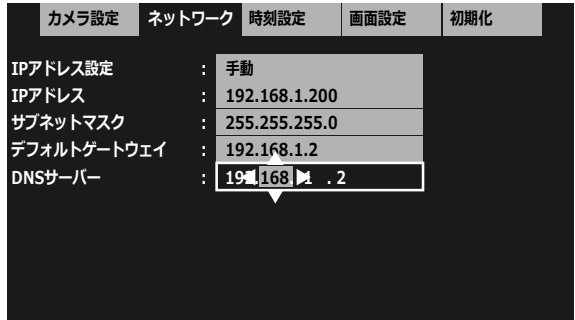 カメラ設定 ネットワーク 時刻設定 画面設定 初期化
IPアドレス設定 : 手動
IPアドレス : 192.168.1.200
サブネットマスク : 255.255.255.0
デフォルトゲートウェイ : 192.168.1.2
DNSサーバー : 192.168.1 . 2